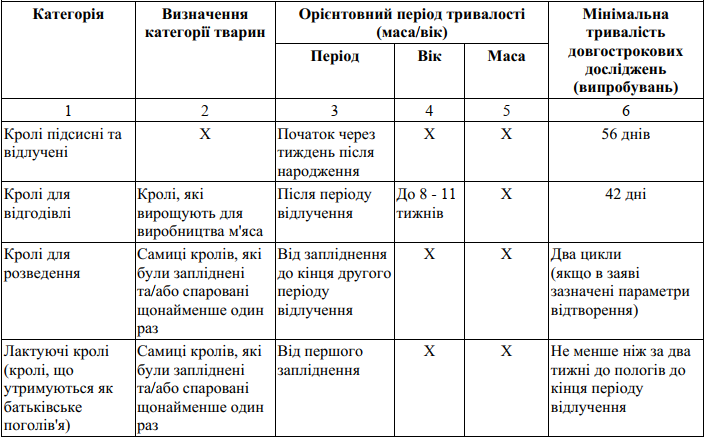 Категорія
Визначення
категорії тварин
Орієнтовний період тривалості
(маса/вік)
Мінімальна
тривалість
довгострокових
досліджень
(випробувань)
Період
Вік
Маса
1
2
3
4
5
6
Кролі підсисні та
відлучені
X
Початок через
тиждень після
народження
X
X
56 днів
Кролі для
відгодівлі
Кролі, які
вирощують для
виробництва м'яса
Після періоду
відлучення
До 8 - 11
тижнів
X
42 дні
Кролі для
розведення
Самиці кролів, які
були запліднені
та/або спаровані
щонайменше один
раз
Від запліднення
до кінця другого
періоду
відлучення
X
X
Два цикли
(якщо в заяві
зазначені параметри
відтворення)
Лактуючі кролі
(кролі, що
утримуються як
батьківське
поголів'я)
Самиці кролів, які
були запліднені
та/або спаровані
щонайменше один
раз
Від першого
запліднення
X
X
Не менше ніж за два
тижні до пологів до
кінця періоду
відлучення